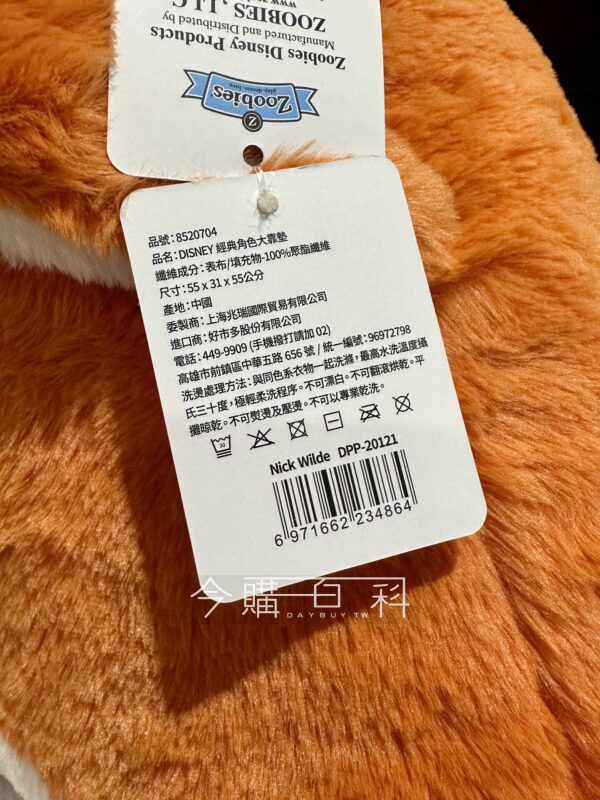 Zoobies Disney Products
Manufactured and Distributed by
ZOOBIES, LLC
Zoobies
play.dream.love.
Z
品號：8520704
品名：DISNEY 經典角色大靠墊
纖維成分：表布/填充物-100%聚酯纖維
尺寸：55 x 31 x 55公分
產地：中國
委製商：上海兆瑞國際貿易有限公司
進口商：好市多股份有限公司
電話：449-9909 (手機撥打請加 02)
高雄市前鎮區中華五路 656 號 / 統一編號：96972798
洗燙處理方法：與同色系衣物一起洗滌，最高水洗溫度攝
氏三十度，極輕柔洗程序。不可漂白。不可翻滾烘乾。平
攤晾乾。不可熨燙及壓燙。不可以專業乾洗。
30
Nick Wilde DPP-20121
6 971662 234864
今購百科
DAYBUY.TW